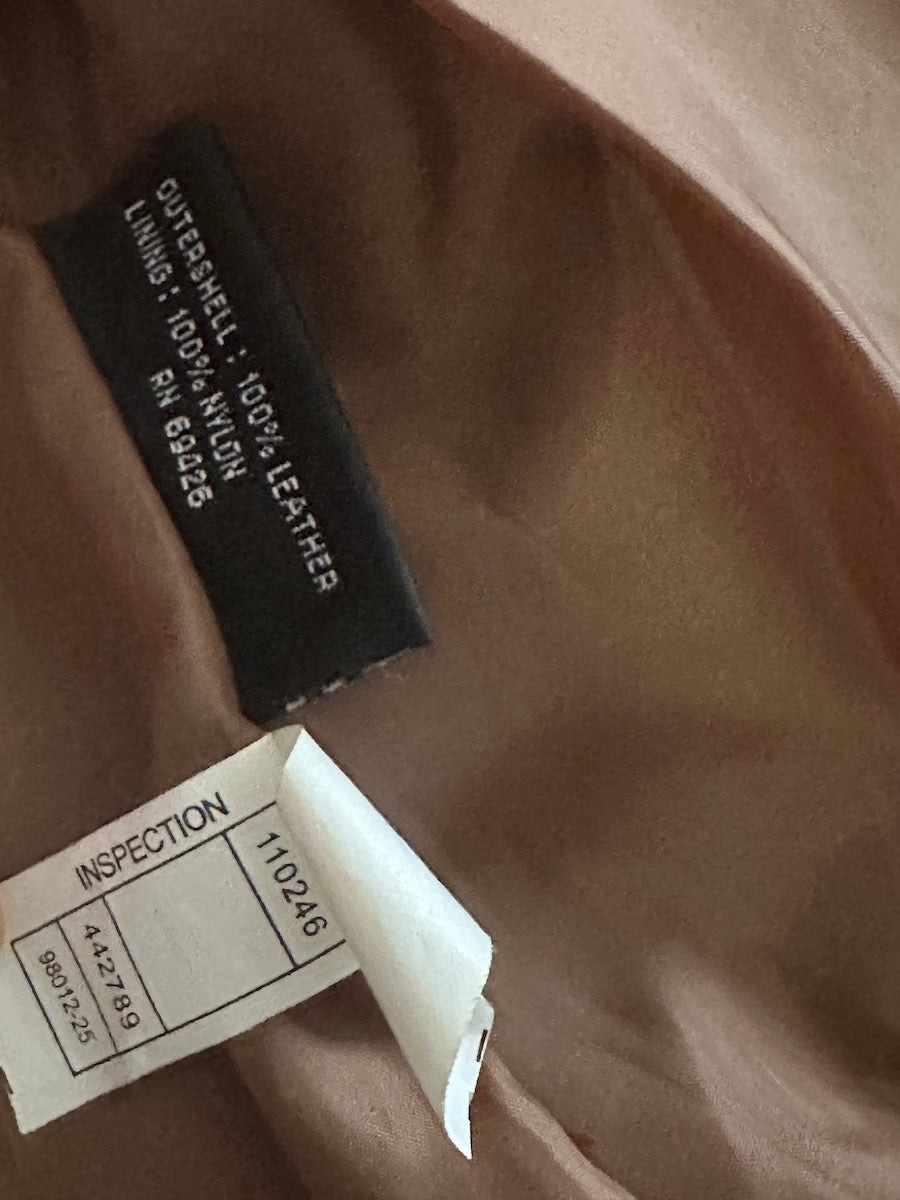 OUTERSHELL : 100% LEATHER
LINING : 100% NYLON
RN 69426
INSPECTION
110246
442789
98012-25